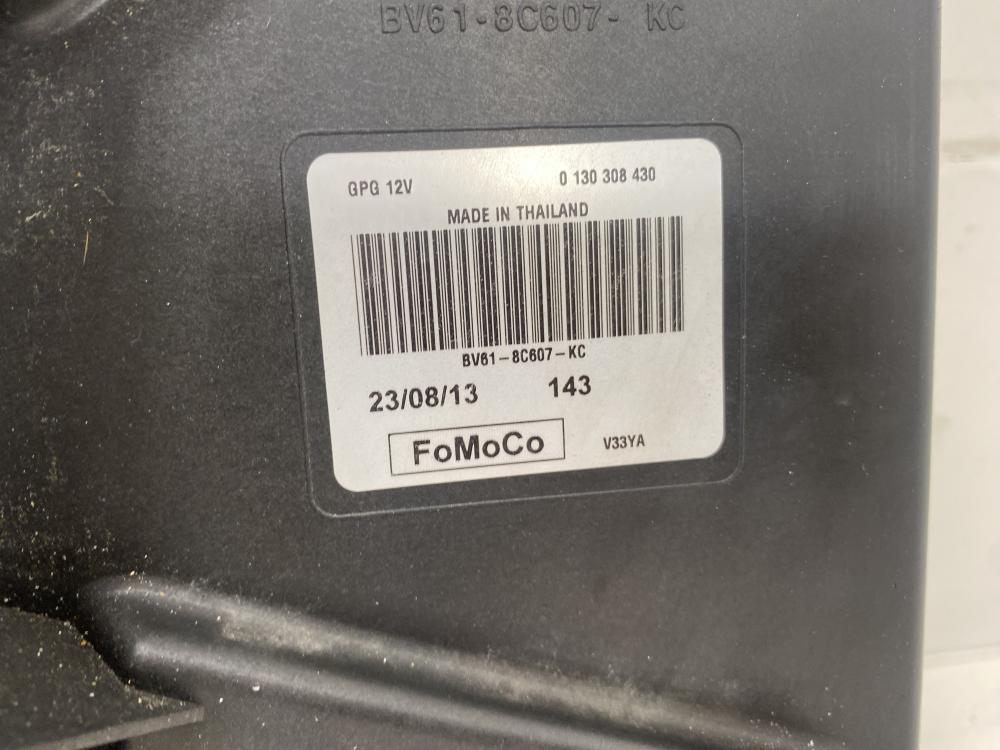 BV61-8C607- KC
GPG 12V 0 130 308 430
MADE IN THAILAND
BV61-8C607-KC
23/08/13 143
FoMoCo V33YA